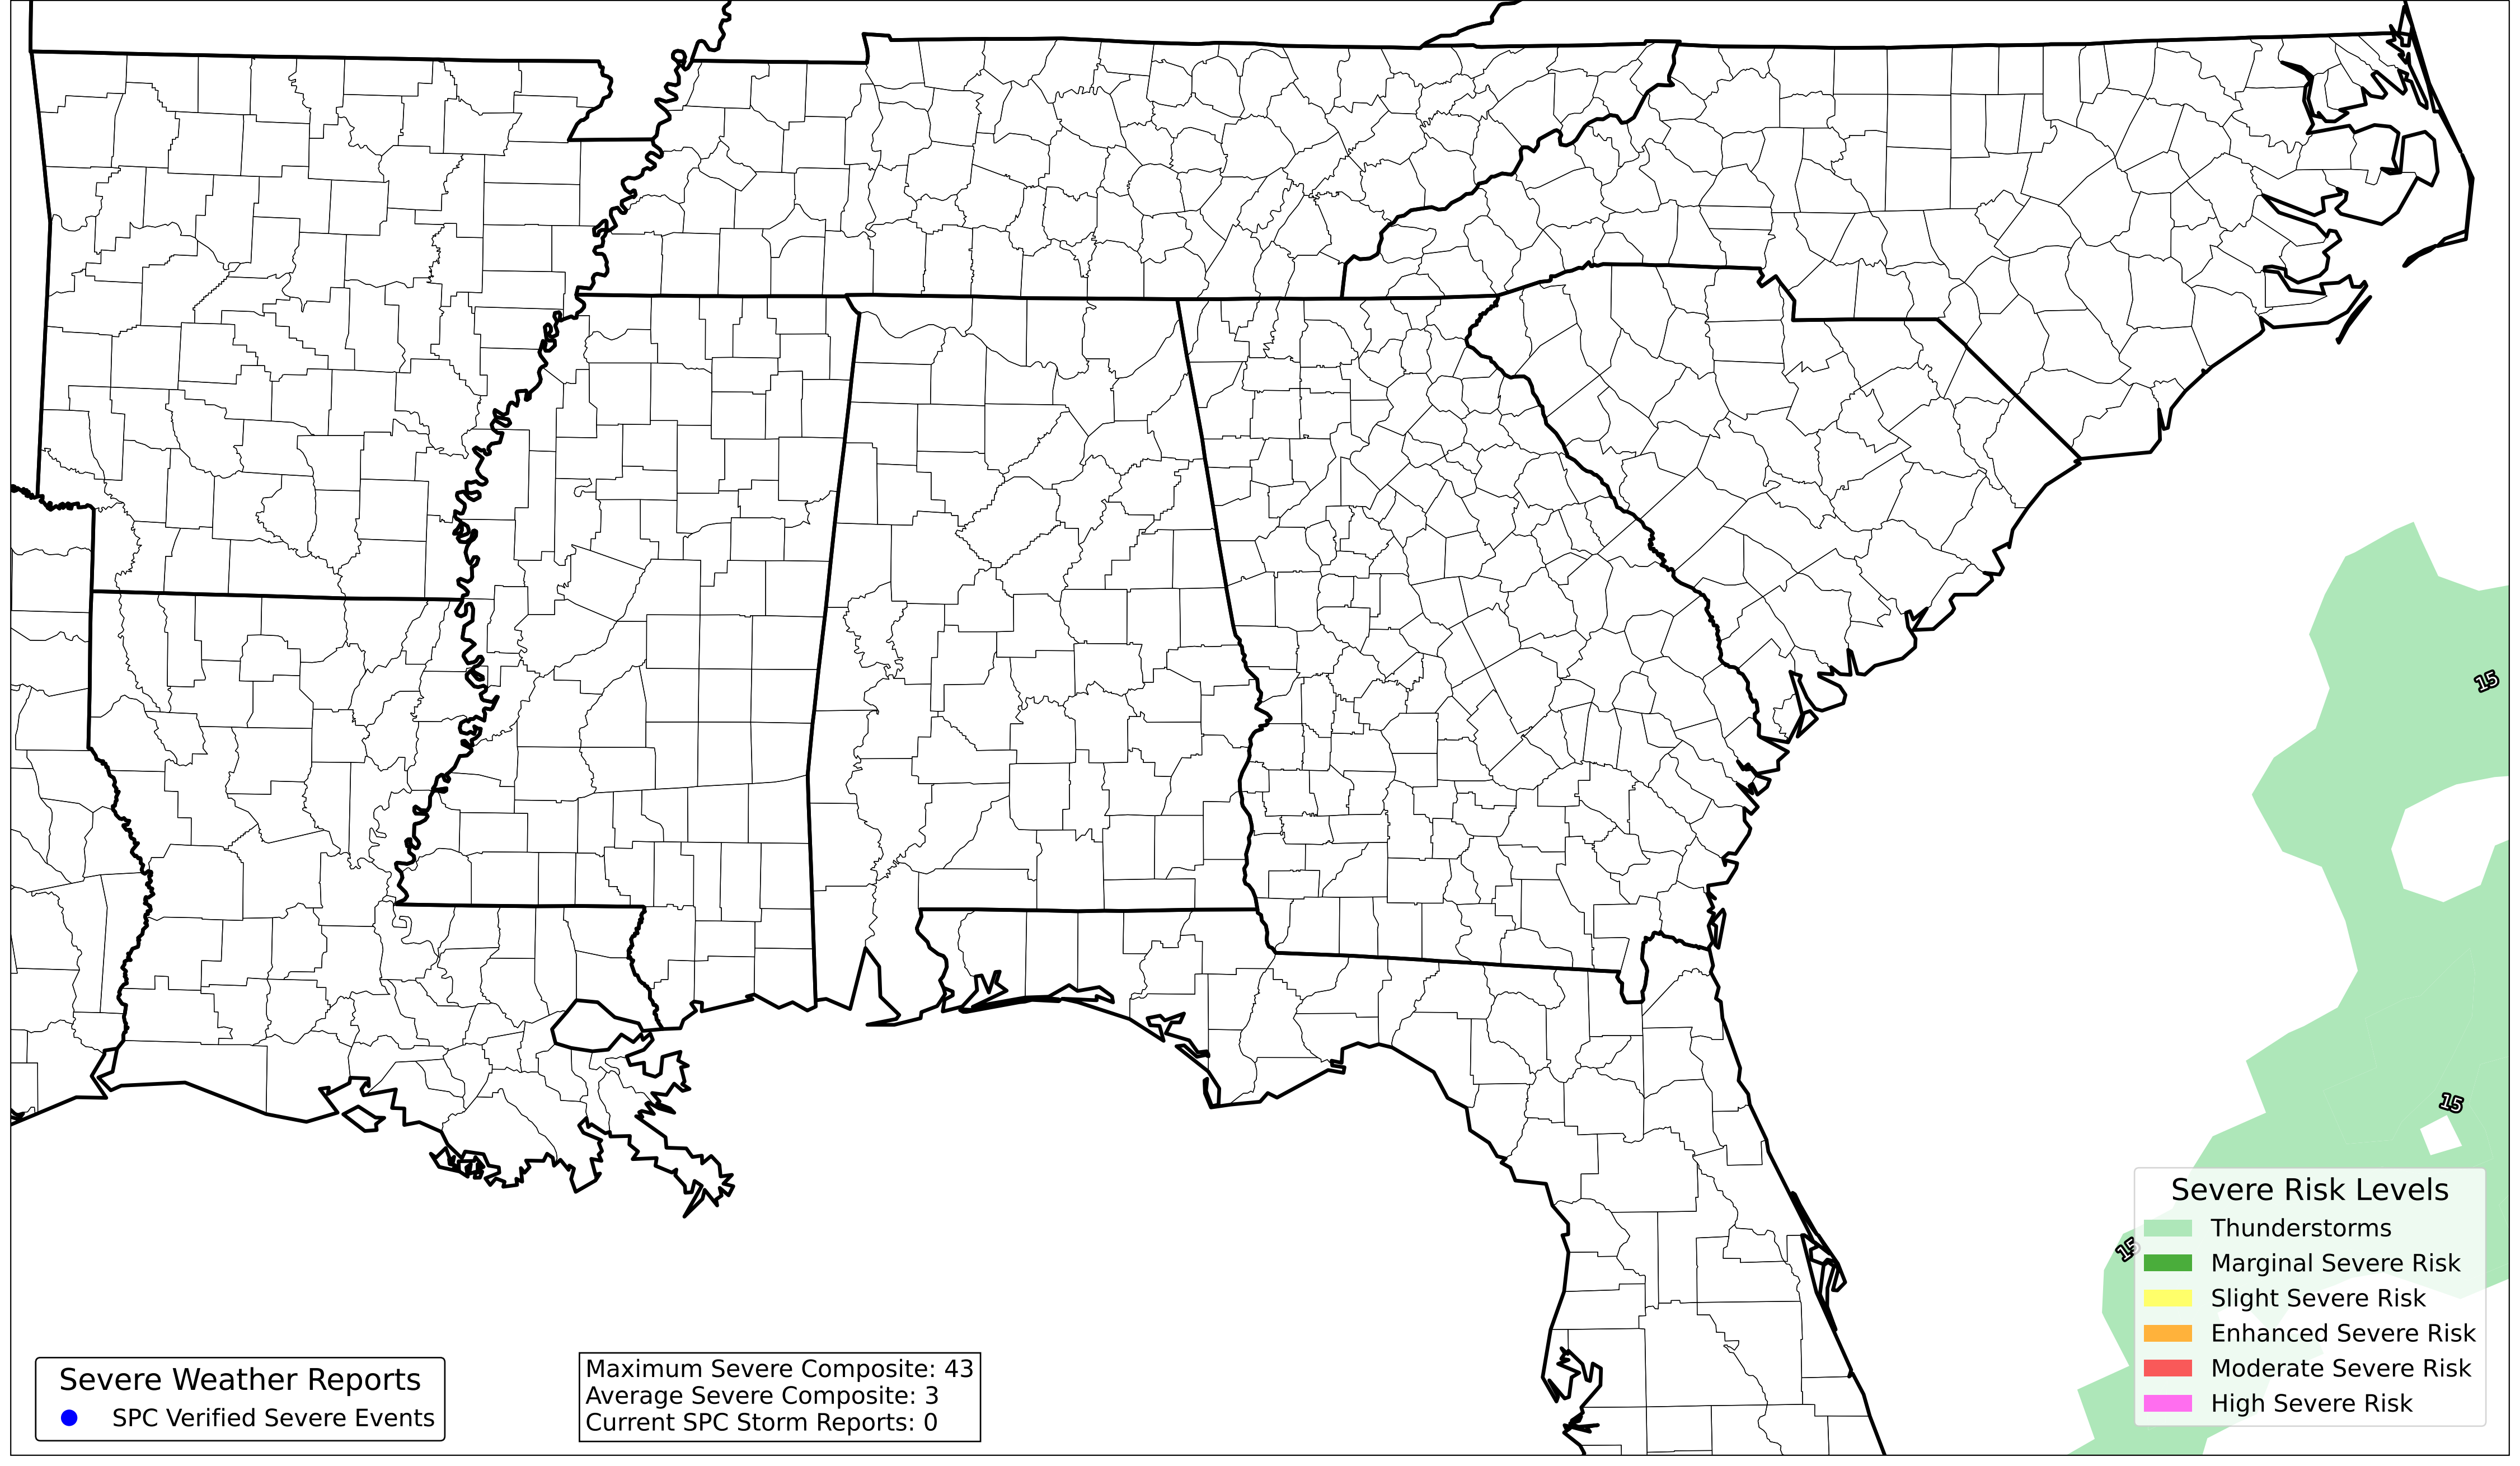 15
15
15
Severe Risk Levels
Thunderstorms
Marginal Severe Risk
Slight Severe Risk
Enhanced Severe Risk
Moderate Severe Risk
High Severe Risk
Severe Weather Reports
SPC Verified Severe Events
Maximum Severe Composite: 43
Average Severe Composite: 3
Current SPC Storm Reports: 0